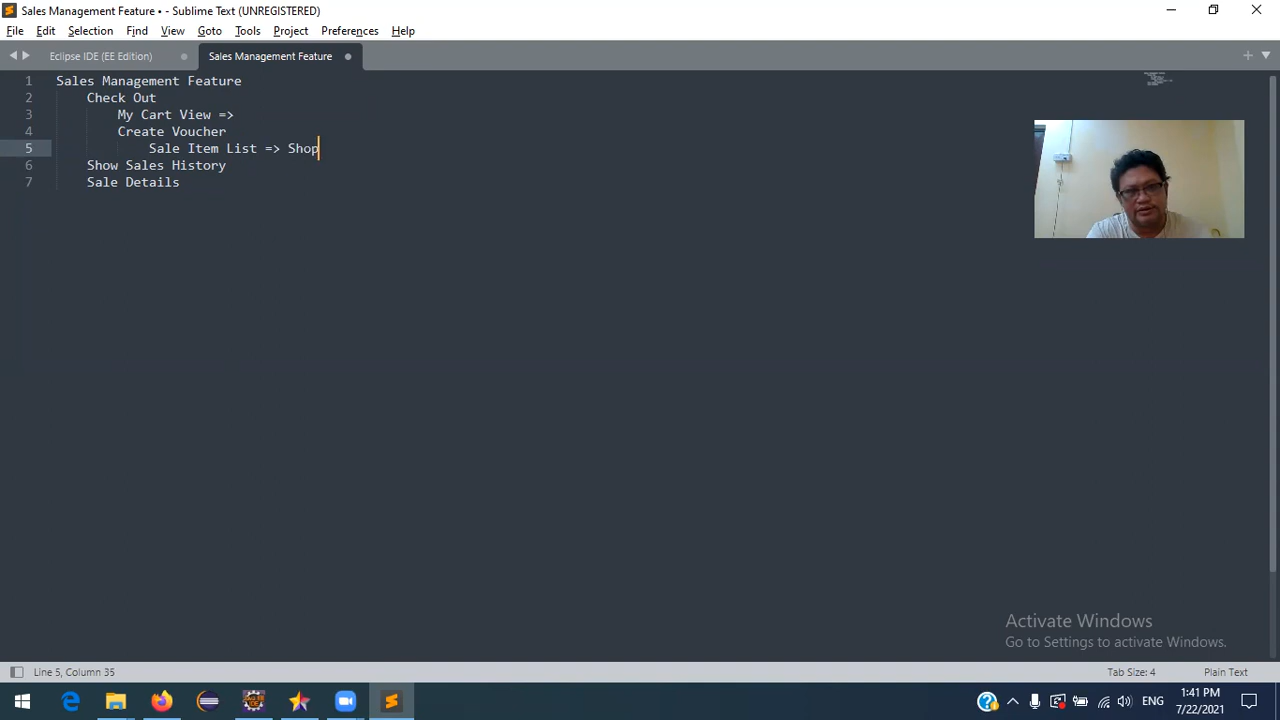 Sales Management Feature • - Sublime Text (UNREGISTERED)
File Edit Selection Find View Goto Tools Project Preferences Help
Eclipse IDE (EE Edition) Sales Management Feature
1 Sales Management Feature
2 Check Out
3 My Cart View =>
4 Create Voucher
5 Sale Item List => Shop
6 Show Sales History
7 Sale Details
Activate Windows
Go to Settings to activate Windows.
Line 5, Column 35 Tab Size: 4 Plain Text
ENG 1:41 PM
7/22/2021